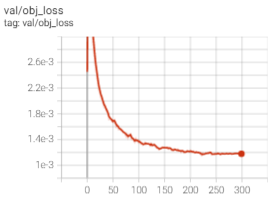 val/obj_loss
tag: val/obj_loss
2.6e-3
2.2e-3
1.8e-3
1.4e-3
1e-3
0 50 100 150 200 250 300